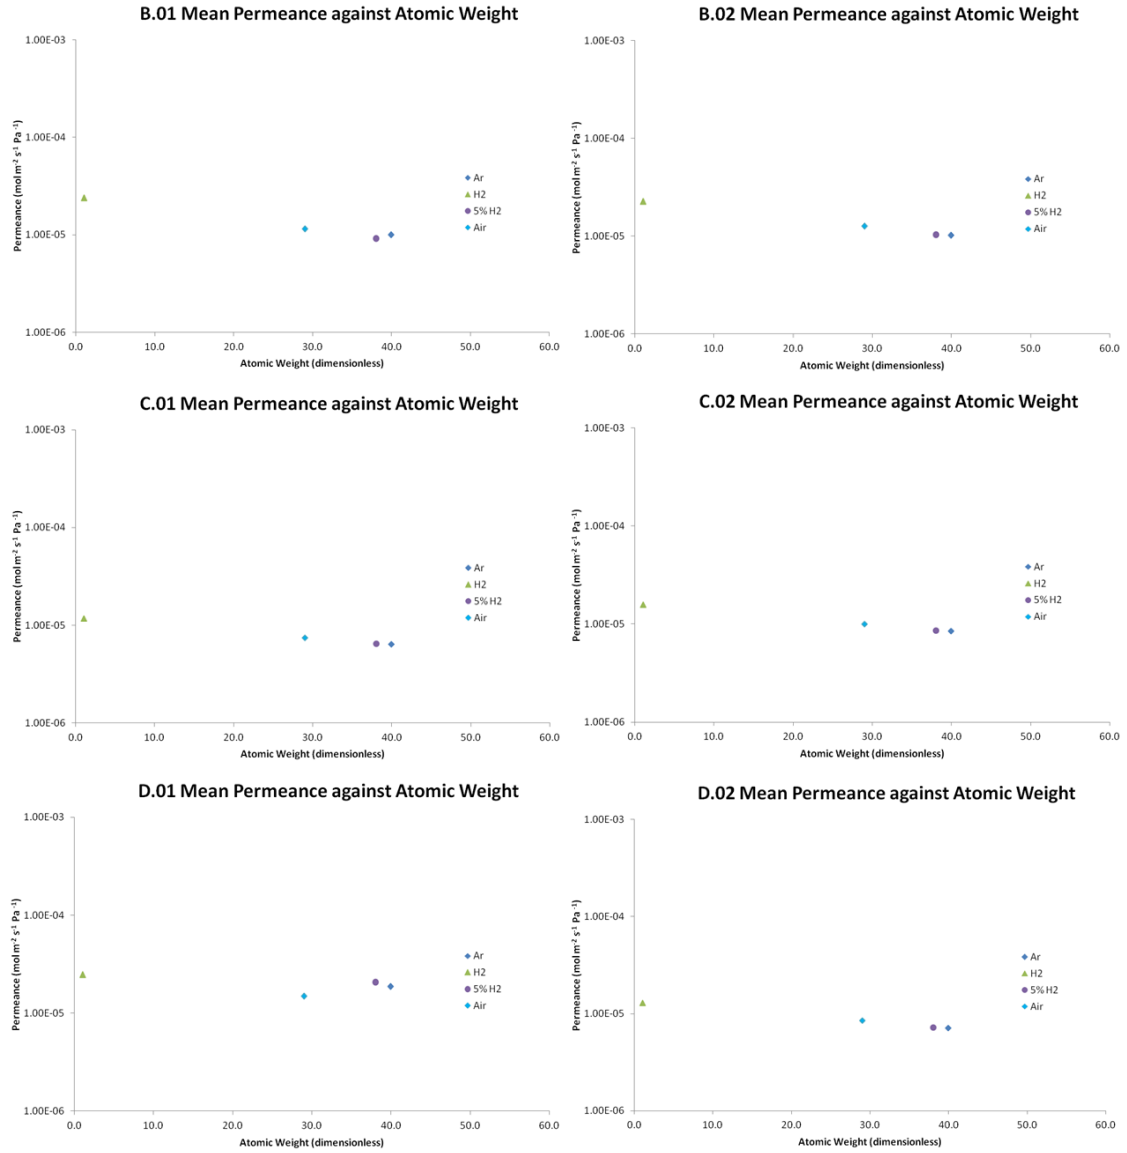 B.01 Mean Permeance against Atomic Weight
1.00E-03
1.00E-04
1.00E-05
1.00E-06
Permeance (mol m-2 s-1 Pa-1)
0.0 10.0 20.0 30.0 40.0 50.0 60.0
Atomic Weight (dimensionless)
Ar
H2
5% H2
Air
B.02 Mean Permeance against Atomic Weight
1.00E-03
1.00E-04
1.00E-05
1.00E-06
Permeance (mol m-2 s-1 Pa-1)
0.0 10.0 20.0 30.0 40.0 50.0 60.0
Atomic Weight (dimensionless)
Ar
H2
5% H2
Air
C.01 Mean Permeance against Atomic Weight
1.00E-03
1.00E-04
1.00E-05
1.00E-06
Permeance (mol m-2 s-1 Pa-1)
0.0 10.0 20.0 30.0 40.0 50.0 60.0
Atomic Weight (dimensionless)
Ar
H2
5% H2
Air
C.02 Mean Permeance against Atomic Weight
1.00E-03
1.00E-04
1.00E-05
1.00E-06
Permeance (mol m-2 s-1 Pa-1)
0.0 10.0 20.0 30.0 40.0 50.0 60.0
Atomic Weight (dimensionless)
Ar
H2
5% H2
Air
D.01 Mean Permeance against Atomic Weight
1.00E-03
1.00E-04
1.00E-05
1.00E-06
Permeance (mol m-2 s-1 Pa-1)
0.0 10.0 20.0 30.0 40.0 50.0 60.0
Atomic Weight (dimensionless)
Ar
H2
5% H2
Air
D.02 Mean Permeance against Atomic Weight
1.00E-03
1.00E-04
1.00E-05
1.00E-06
Permeance (mol m-2 s-1 Pa-1)
0.0 10.0 20.0 30.0 40.0 50.0 60.0
Atomic Weight (dimensionless)
Ar
H2
5% H2
Air